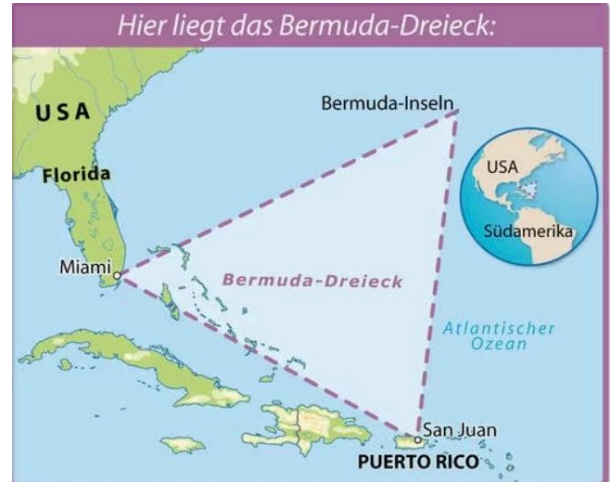 Hier liegt das Bermuda-Dreieck:
USA
Florida
Miami
Bermuda-Inseln
USA
Südamerika
Bermuda-Dreieck
Atlantischer
Ozean
San Juan
PUERTO RICO